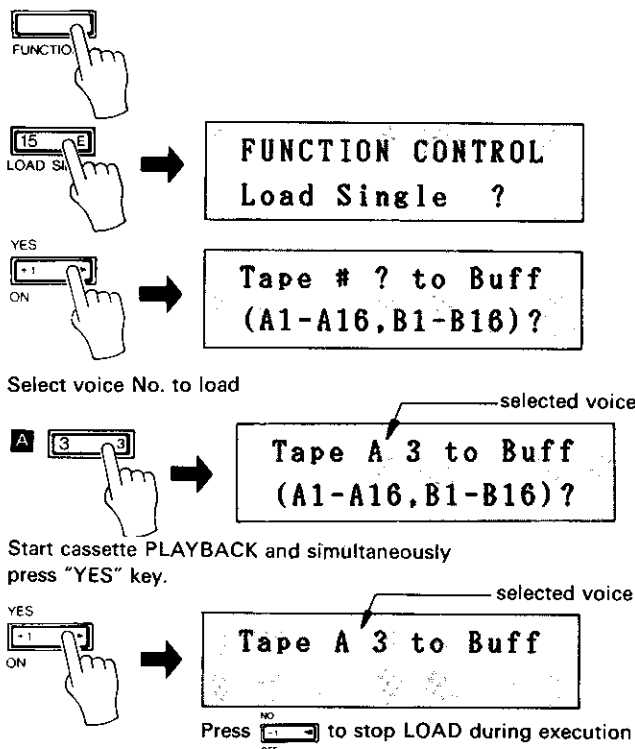 FUNCTIO
15 E
LOAD SI
FUNCTION CONTROL
Load Single ?
YES
+1
ON
Tape # ? to Buff
(A1-A16,B1-B16)?
Select voice No. to load
selected voice
A 3 3
Tape A 3 to Buff
(A1-A16,B1-B16)?
Start cassette PLAYBACK and simultaneously
press "YES" key.
selected voice
YES
+1
ON
Tape A 3 to Buff
NO
Press -1 to stop LOAD during execution
OFF